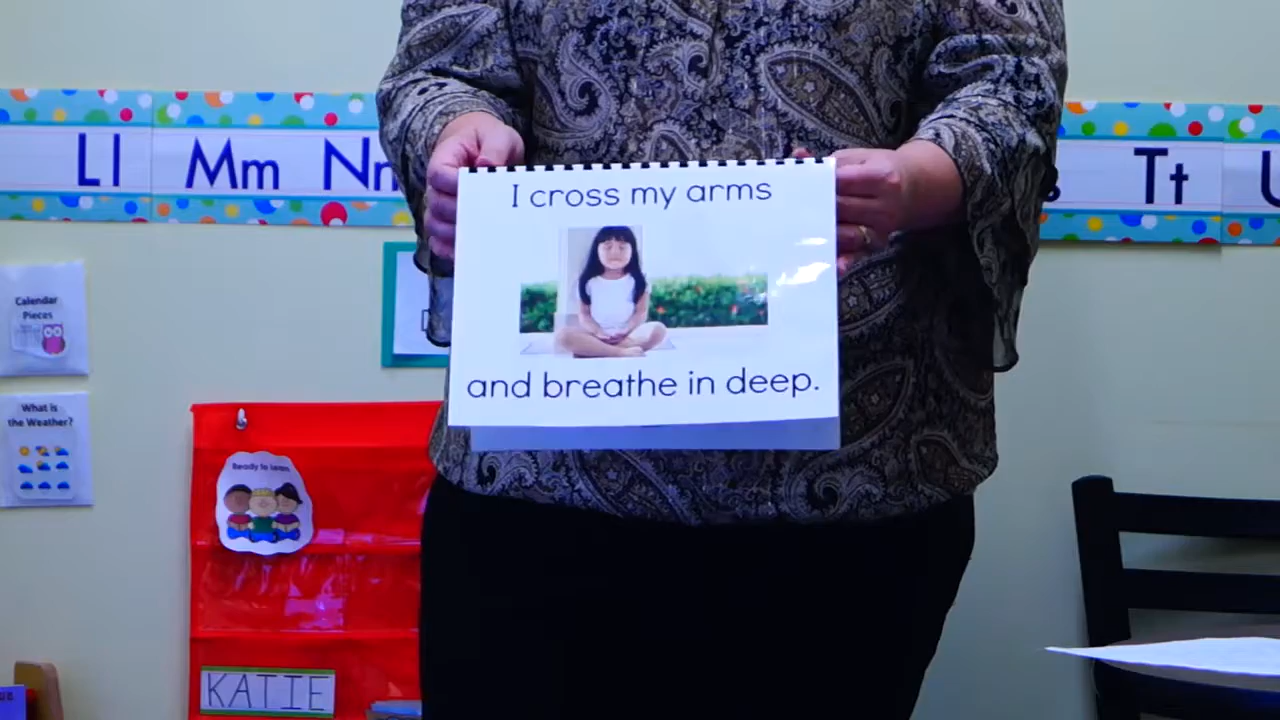 Ll Mm Nn
Tt
I cross my arms
and breathe in deep.
Calendar
Pieces
What is
the Weather?
Ready to learn
KATIE